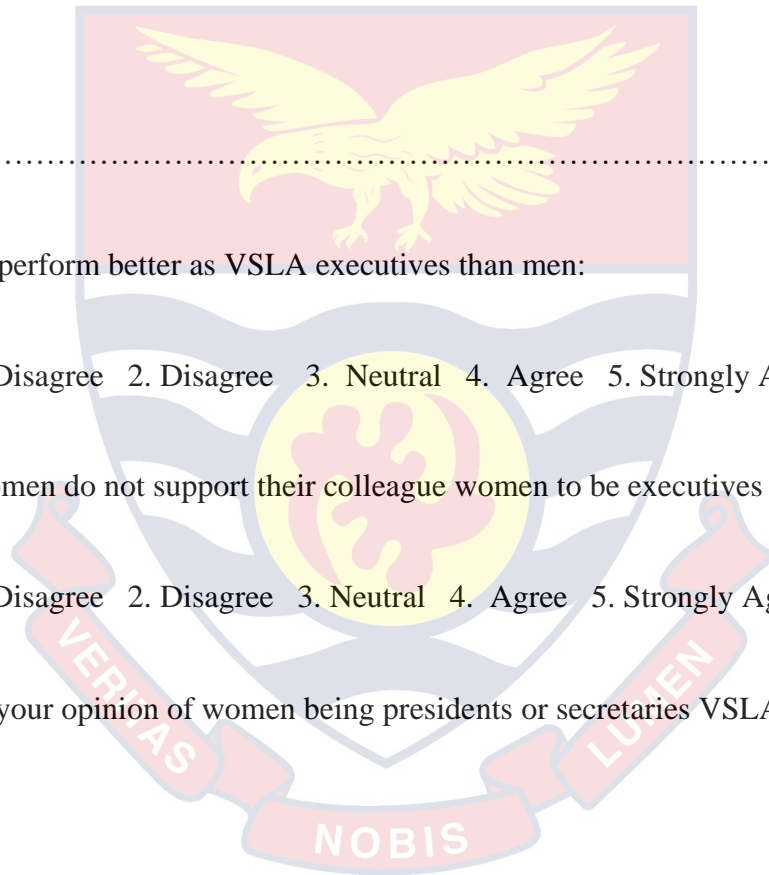 ……………………………………………………………………
perform better as VSLA executives than men:
Disagree 2. Disagree 3. Neutral 4. Agree 5. Strongly A
men do not support their colleague women to be executives
Disagree 2. Disagree 3. Neutral 4. Agree 5. Strongly Ag
your opinion of women being presidents or secretaries VSLA
VERITAS
NOBIS
LUMEN